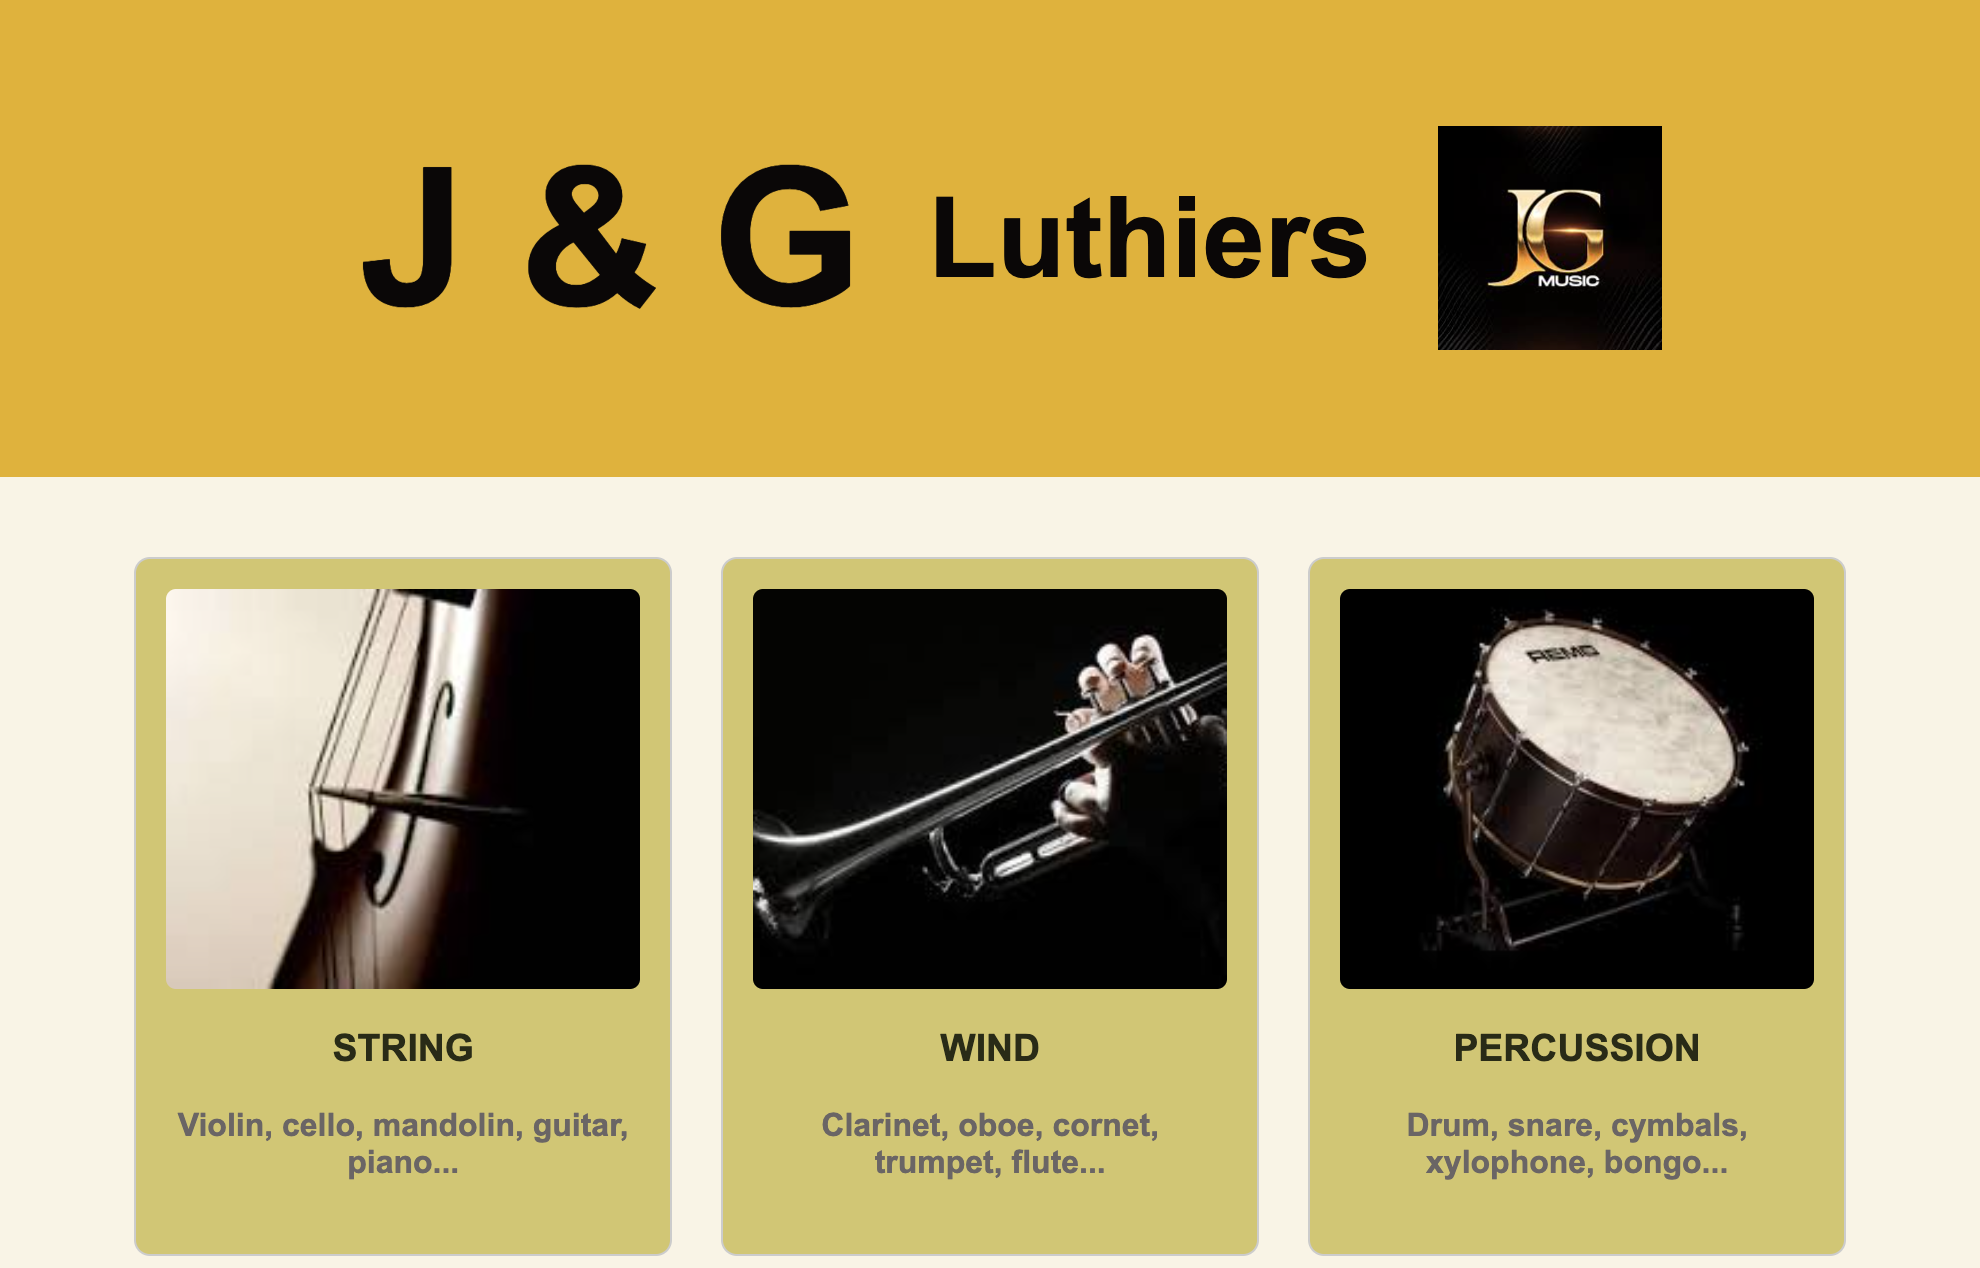 J & G Luthiers
JG
MUSIC
REMO
STRING
Violin, cello, mandolin, guitar,
piano...
WIND
Clarinet, oboe, cornet,
trumpet, flute...
PERCUSSION
Drum, snare, cymbals,
xylophone, bongo...